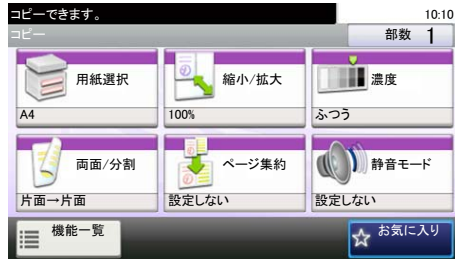 コピーできます。
10:10
コピー
部数 1
用紙選択
A4
縮小/拡大
100%
濃度
ふつう
両面/分割
片面→片面
ページ集約
設定しない
静音モード
設定しない
機能一覧
お気に入り